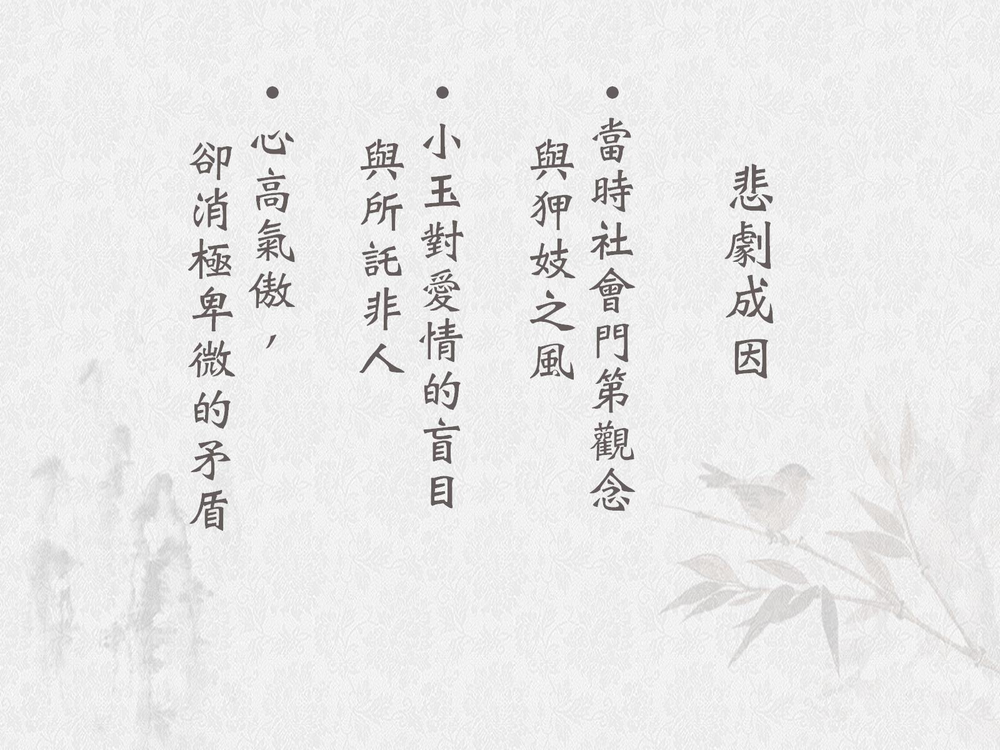 悲劇成因
• 當時社會門第觀念
與狎妓之風
• 小玉對愛情的盲目
與所託非人
• 心高氣傲，
卻消極卑微的矛盾